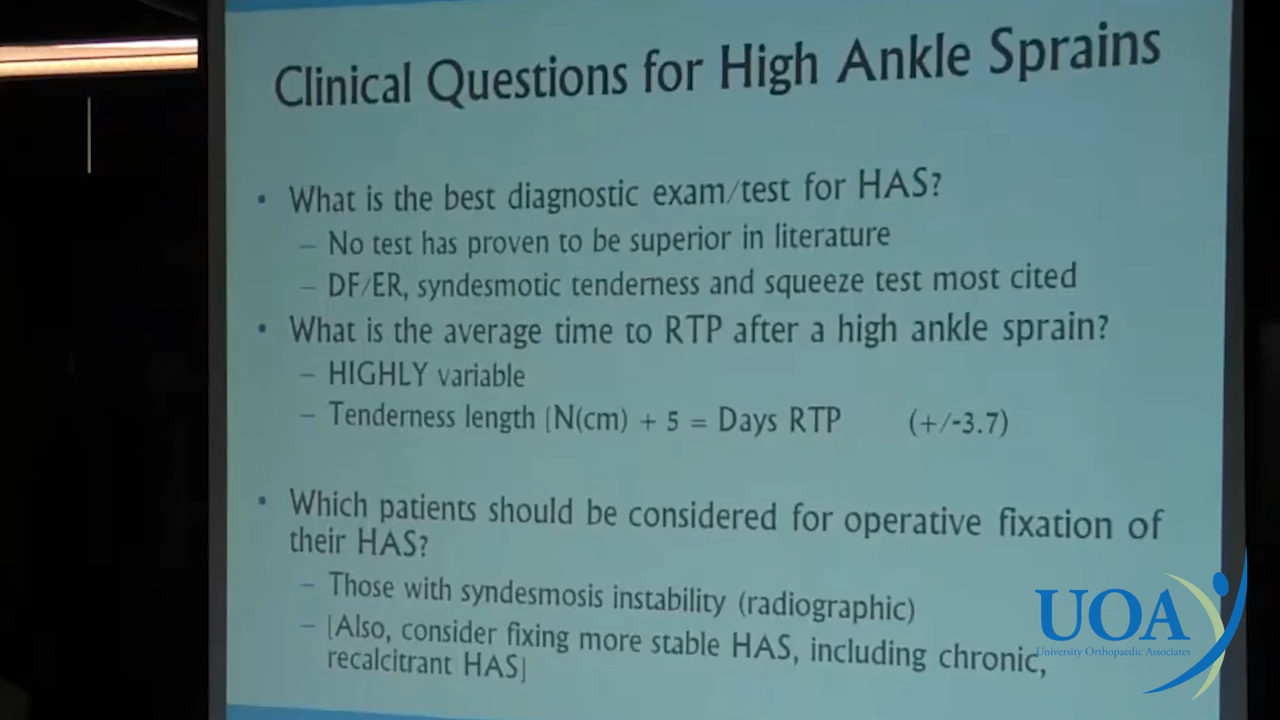 Clinical Questions for High Ankle Sprains
• What is the best diagnostic exam/test for HAS?
– No test has proven to be superior in literature
– DF/ER, syndesmotic tenderness and squeeze test most cited
• What is the average time to RTP after a high ankle sprain?
– HIGHLY variable
– Tenderness length [N(cm) + 5 = Days RTP (+/-3.7)
• Which patients should be considered for operative fixation of
their HAS?
– Those with syndesmosis instability (radiographic)
– [Also, consider fixing more stable HAS, including chronic,
recalcitrant HAS]
UOA
University Orthopaedic Associates